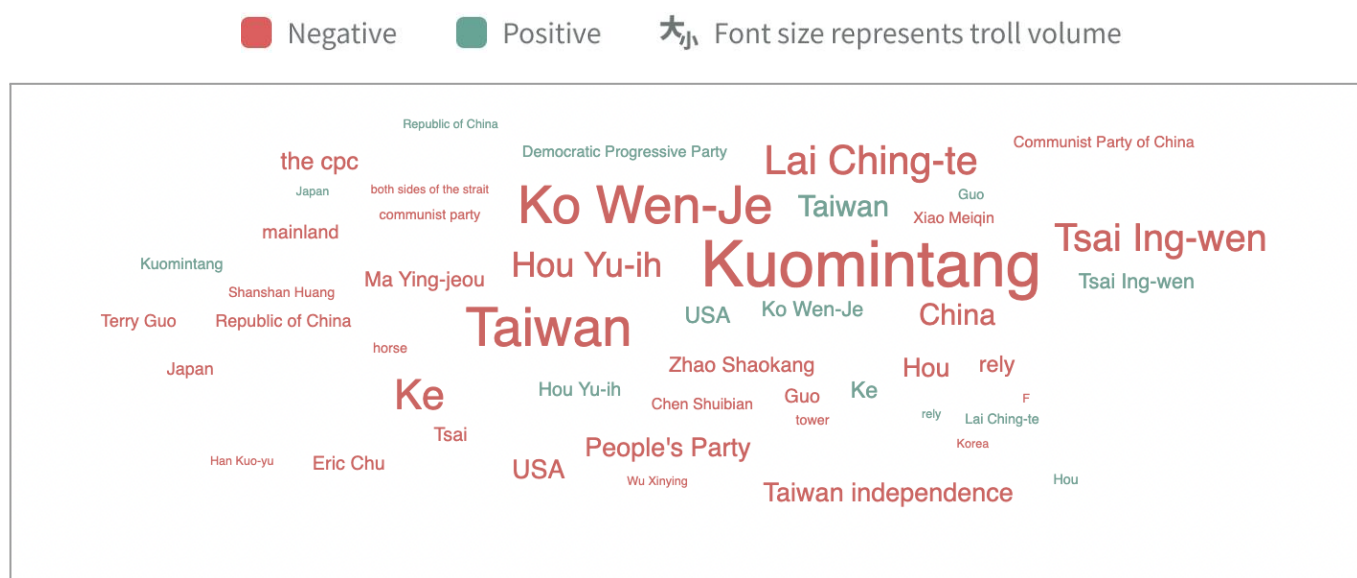 Negative
Positive
大小 Font size represents troll volume
Republic of China
Democratic Progressive Party
Communist Party of China
the cpc
Lai Ching-te
Japan
both sides of the strait
Ko Wen-Je
Taiwan
Guo
communist party
Xiao Meiqin
mainland
Tsai Ing-wen
Kuomintang
Hou Yu-ih
Kuomintang
Ma Ying-jeou
Tsai Ing-wen
Shanshan Huang
Terry Guo
Republic of China
Taiwan
USA
Ko Wen-Je
China
horse
Japan
Zhao Shaokang
Hou
rely
Ke
Hou Yu-ih
Chen Shuibian
Guo
Ke
F
tower
rely
Lai Ching-te
Tsai
People's Party
Korea
Han Kuo-yu
Eric Chu
USA
Wu Xinying
Taiwan independence
Hou